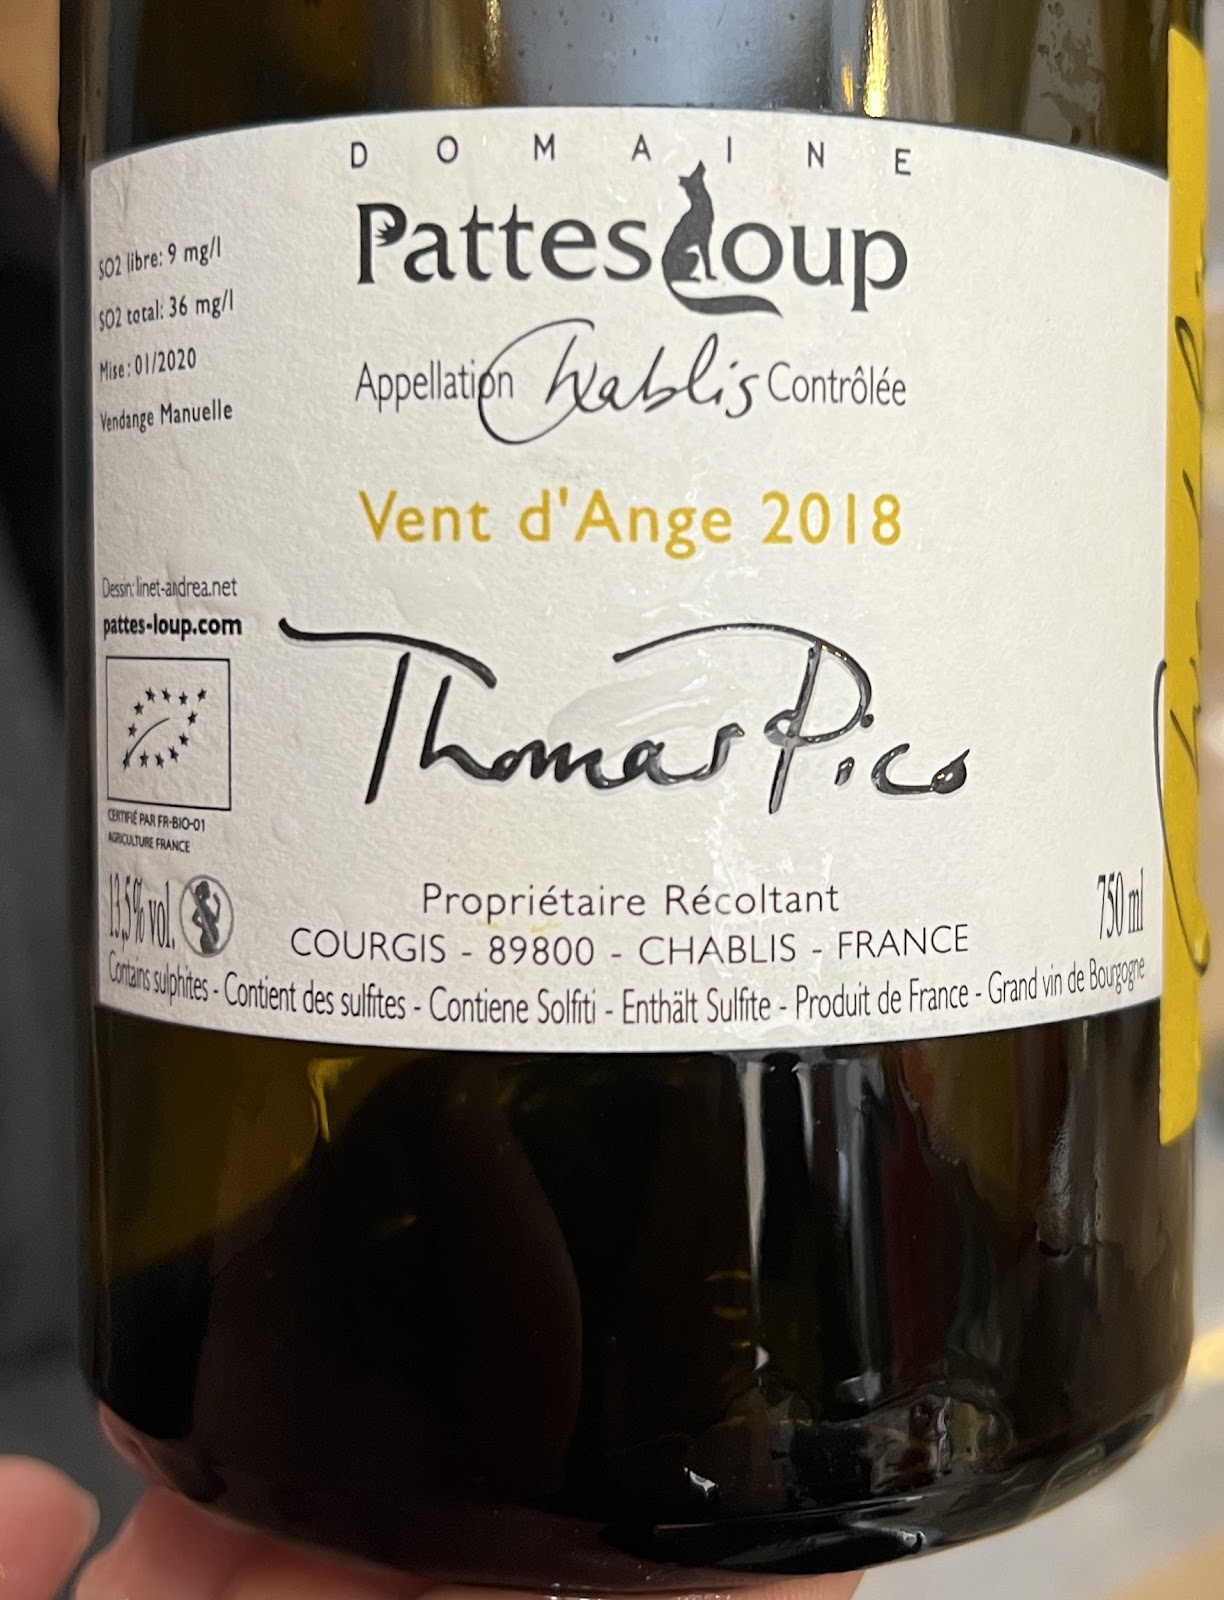 DOMAINE
Pattes Loup
Appellation Chablis Contrôlée
Vent d'Ange 2018
SO2 libre: 9 mg/l
SO2 total: 36 mg/l
Mise: 01/2020
Vendange Manuelle
Dessin: linet-andrea.net
pattes-loup.com
CERTIFIÉ PAR FR-BIO-01
AGRICULTURE FRANCE
Thomas Pico
13,5% vol.
Propriétaire Récoltant
750 ml
COURGIS - 89800 - CHABLIS - FRANCE
Contains sulphites - Contient des sulfites - Contiene Solfiti - Enthält Sulfite - Produit de France - Grand vin de Bourgogne